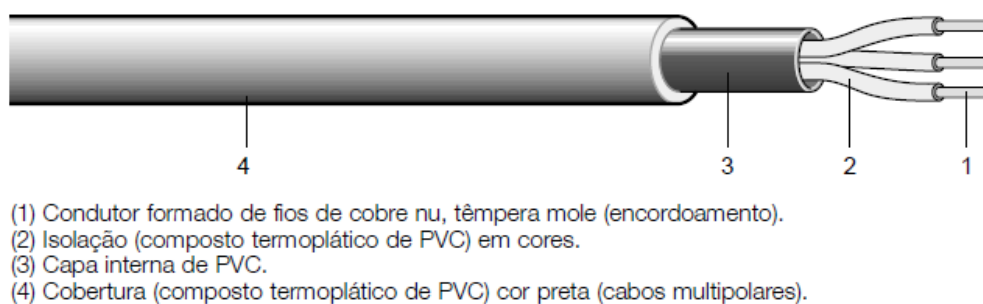 4 3 2 1
(1) Condutor formado de fios de cobre nu, têmpera mole (encordoamento).
(2) Isolação (composto termoplático de PVC) em cores.
(3) Capa interna de PVC.
(4) Cobertura (composto termoplático de PVC) cor preta (cabos multipolares).